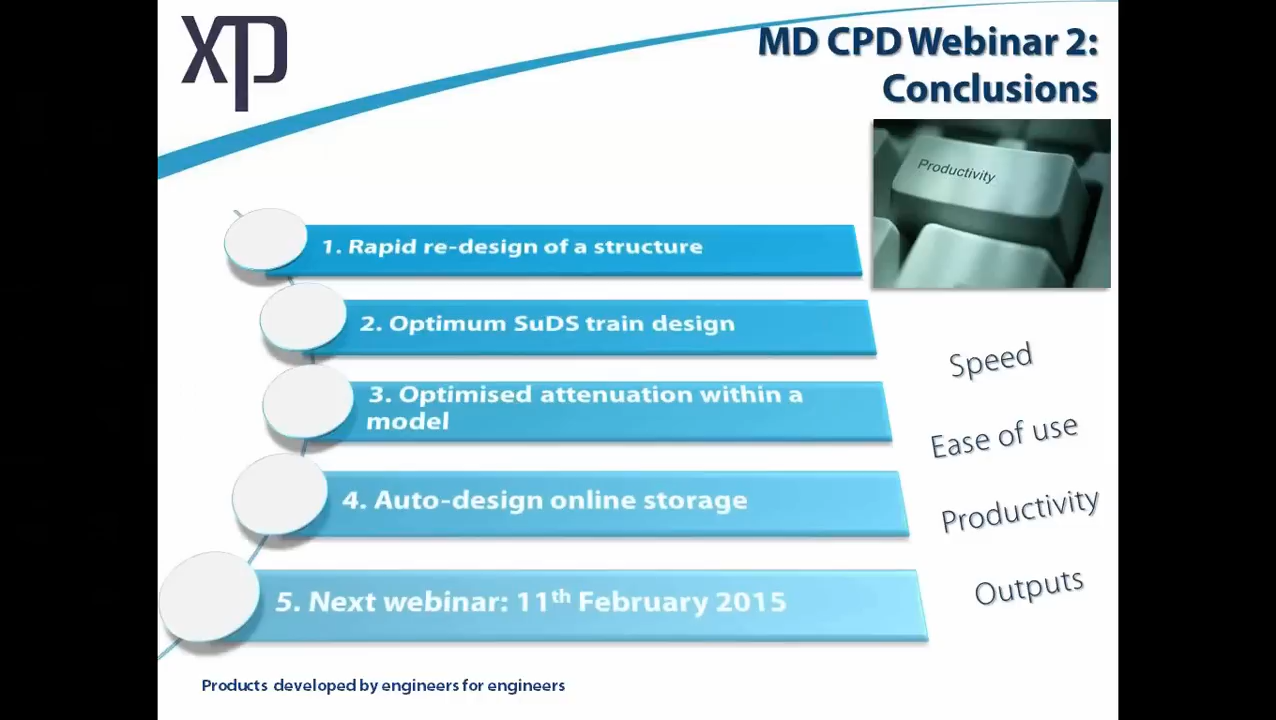 xp
MD CPD Webinar 2:
Conclusions
Productivity
1. Rapid re-design of a structure
2. Optimum SuDS train design
3. Optimised attenuation within a
model
4. Auto-design online storage
5. Next webinar: 11th February 2015
Speed
Ease of use
Productivity
Outputs
Products developed by engineers for engineers